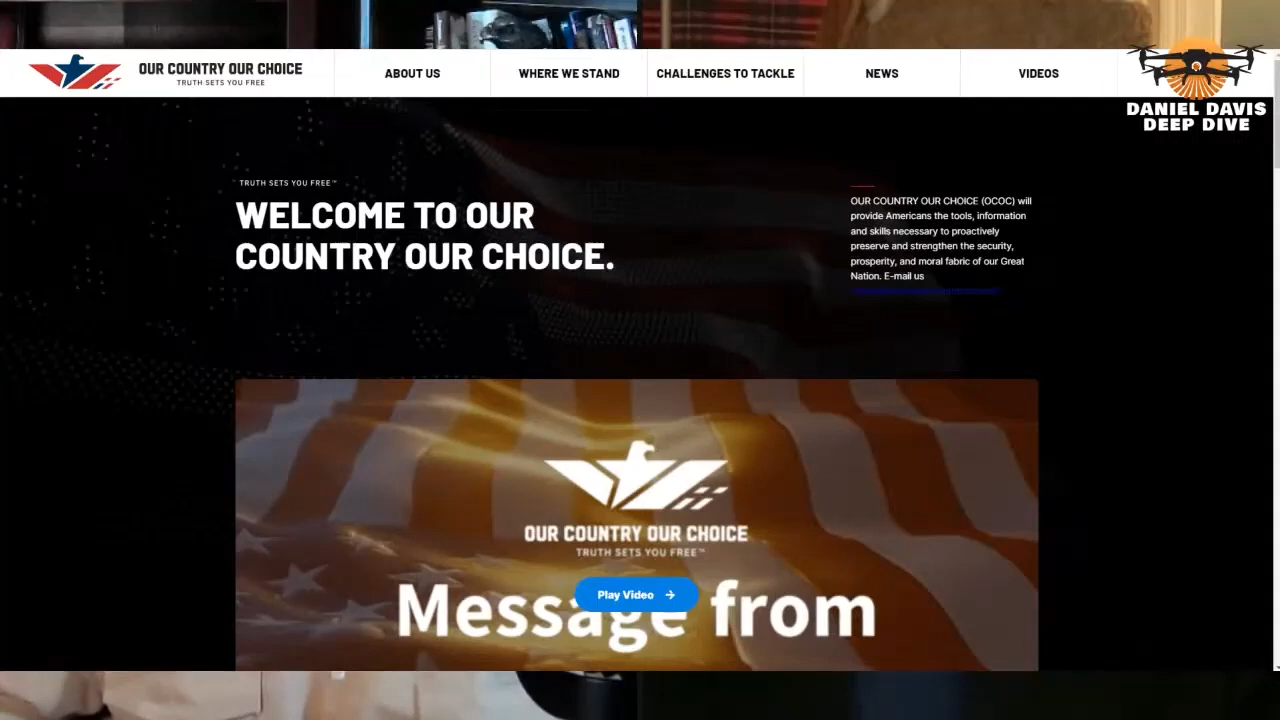 OUR COUNTRY OUR CHOICE
TRUTH SETS YOU FREE
ABOUT US
WHERE WE STAND
CHALLENGES TO TACKLE
NEWS
VIDEOS
DANIEL DAVIS
DEEP DIVE
TRUTH SETS YOU FREE™
WELCOME TO OUR
COUNTRY OUR CHOICE.
OUR COUNTRY OUR CHOICE (OCOC) will
provide Americans the tools, information
and skills necessary to proactively
preserve and strengthen the security,
prosperity, and moral fabric of our Great
Nation. E-mail us
OUR COUNTRY OUR CHOICE
TRUTH SETS YOU FREE™
Play Video
Message from